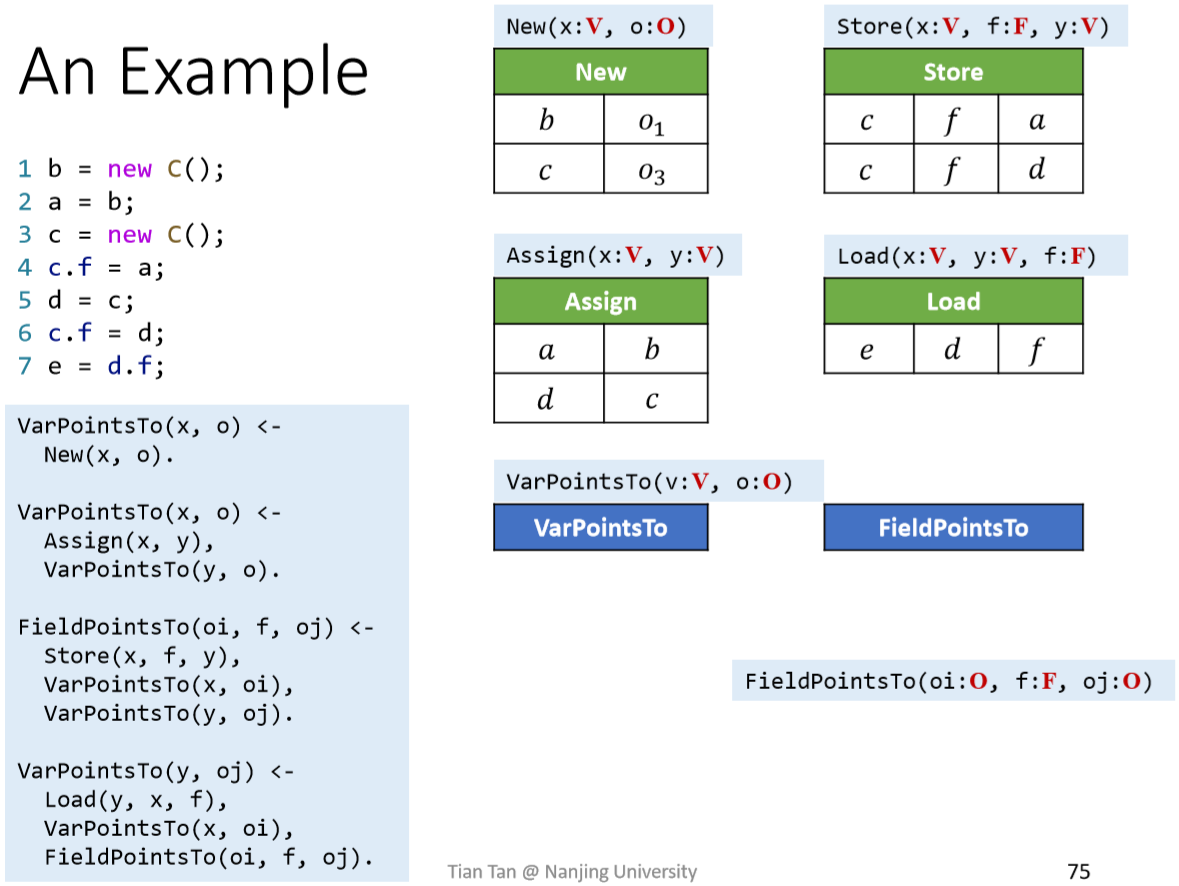 An Example
1 b = new C();
2 a = b;
3 c = new C();
4 c.f = a;
5 d = c;
6 c.f = d;
7 e = d.f;
VarPointsTo(x, o) <-
New(x, o).
VarPointsTo(x, o) <-
Assign(x, y),
VarPointsTo(y, o).
FieldPointsTo(oi, f, oj) <-
Store(x, f, y),
VarPointsTo(x, oi),
VarPointsTo(y, oj).
VarPointsTo(y, oj) <-
Load(y, x, f),
VarPointsTo(x, oi),
FieldPointsTo(oi, f, oj).
New(x:V, o:O)
New
b o₁
c o₃
Store(x:V, f:F, y:V)
Store
c f a
c f d
Assign(x:V, y:V)
Assign
a b
d c
Load(x:V, y:V, f:F)
Load
e d f
VarPointsTo(v:V, o:O)
VarPointsTo
FieldPointsTo
FieldPointsTo(oi:O, f:F, oj:O)
Tian Tan @ Nanjing University
75